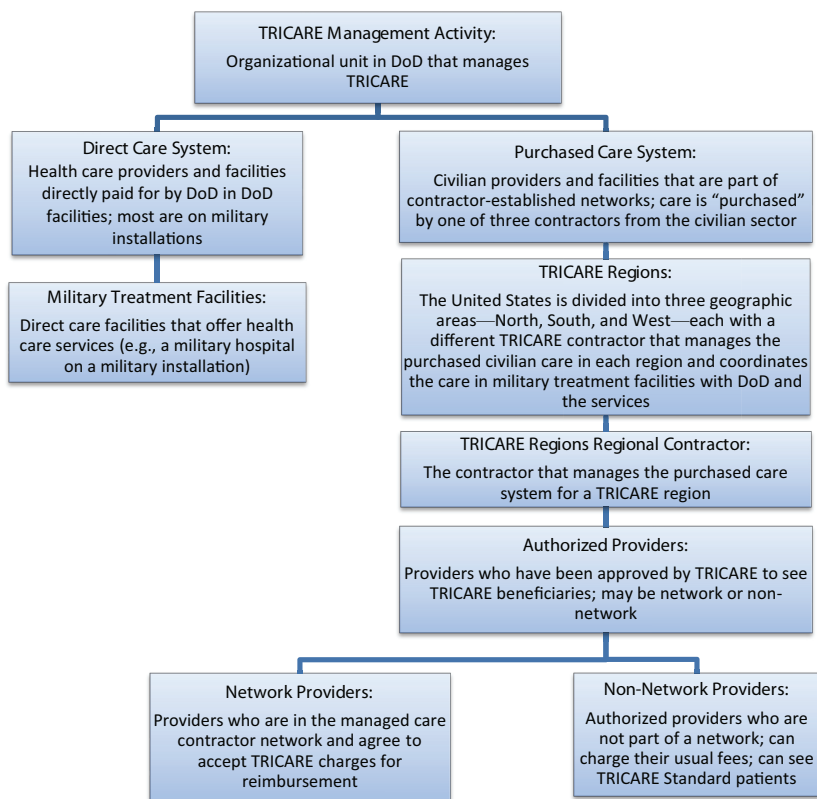 TRICARE Management Activity:
Organizational unit in DoD that manages
TRICARE
Direct Care System:
Health care providers and facilities
directly paid for by DoD in DoD
facilities; most are on military
installations
Purchased Care System:
Civilian providers and facilities that are part of
contractor-established networks; care is “purchased”
by one of three contractors from the civilian sector
Military Treatment Facilities:
Direct care facilities that offer health
care services (e.g., a military hospital
on a military installation)
TRICARE Regions:
The United States is divided into three geographic
areas—North, South, and West—each with a
different TRICARE contractor that manages the
purchased civilian care in each region and coordinates
the care in military treatment facilities with DoD and
the services
TRICARE Regions Regional Contractor:
The contractor that manages the purchased care
system for a TRICARE region
Authorized Providers:
Providers who have been approved by TRICARE to see
TRICARE beneficiaries; may be network or non-
network
Network Providers:
Providers who are in the managed care
contractor network and agree to
accept TRICARE charges for
reimbursement
Non-Network Providers:
Authorized providers who are
not part of a network; can
charge their usual fees; can see
TRICARE Standard patients